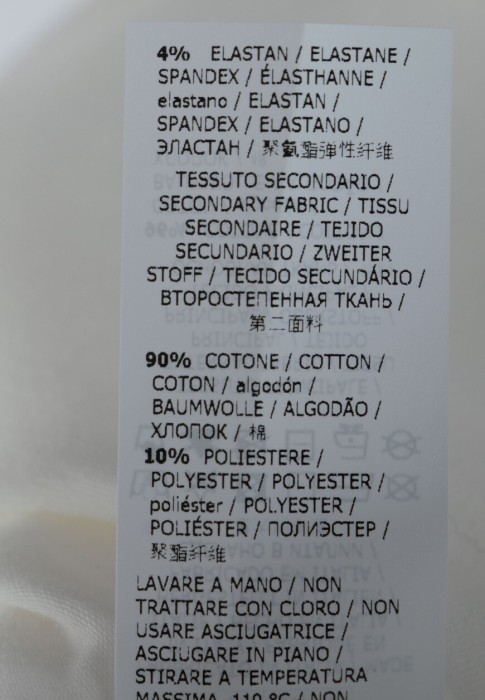 4% ELASTAN / ELASTANE /
SPANDEX / ÉLASTHANNE /
elastano / ELASTAN /
SPANDEX / ELASTANO /
ЭЛАСТАН / 聚氨酯弹性纤维
TESSUTO SECONDARIO /
SECONDARY FABRIC / TISSU
SECONDAIRE / TEJIDO
SECUNDARIO / ZWEITER
STOFF / TECIDO SECUNDÁRIO /
ВТОРОСТЕПЕННАЯ ТКАНЬ /
第二面料
90% COTONE / COTTON /
COTON / algodón /
BAUMWOLLE / ALGODÃO /
ХЛОПОК / 棉
10% POLIESTERE /
POLYESTER / POLYESTER /
poliéster / POLYESTER /
POLIÉSTER / ПОЛИЭСТЕР /
聚酯纤维
LAVARE A MANO / NON
TRATTARE CON CLORO / NON
USARE ASCIUGATRICE /
ASCIUGARE IN PIANO /
STIRARE A TEMPERATURA
MASSIMA 110 °C / NON